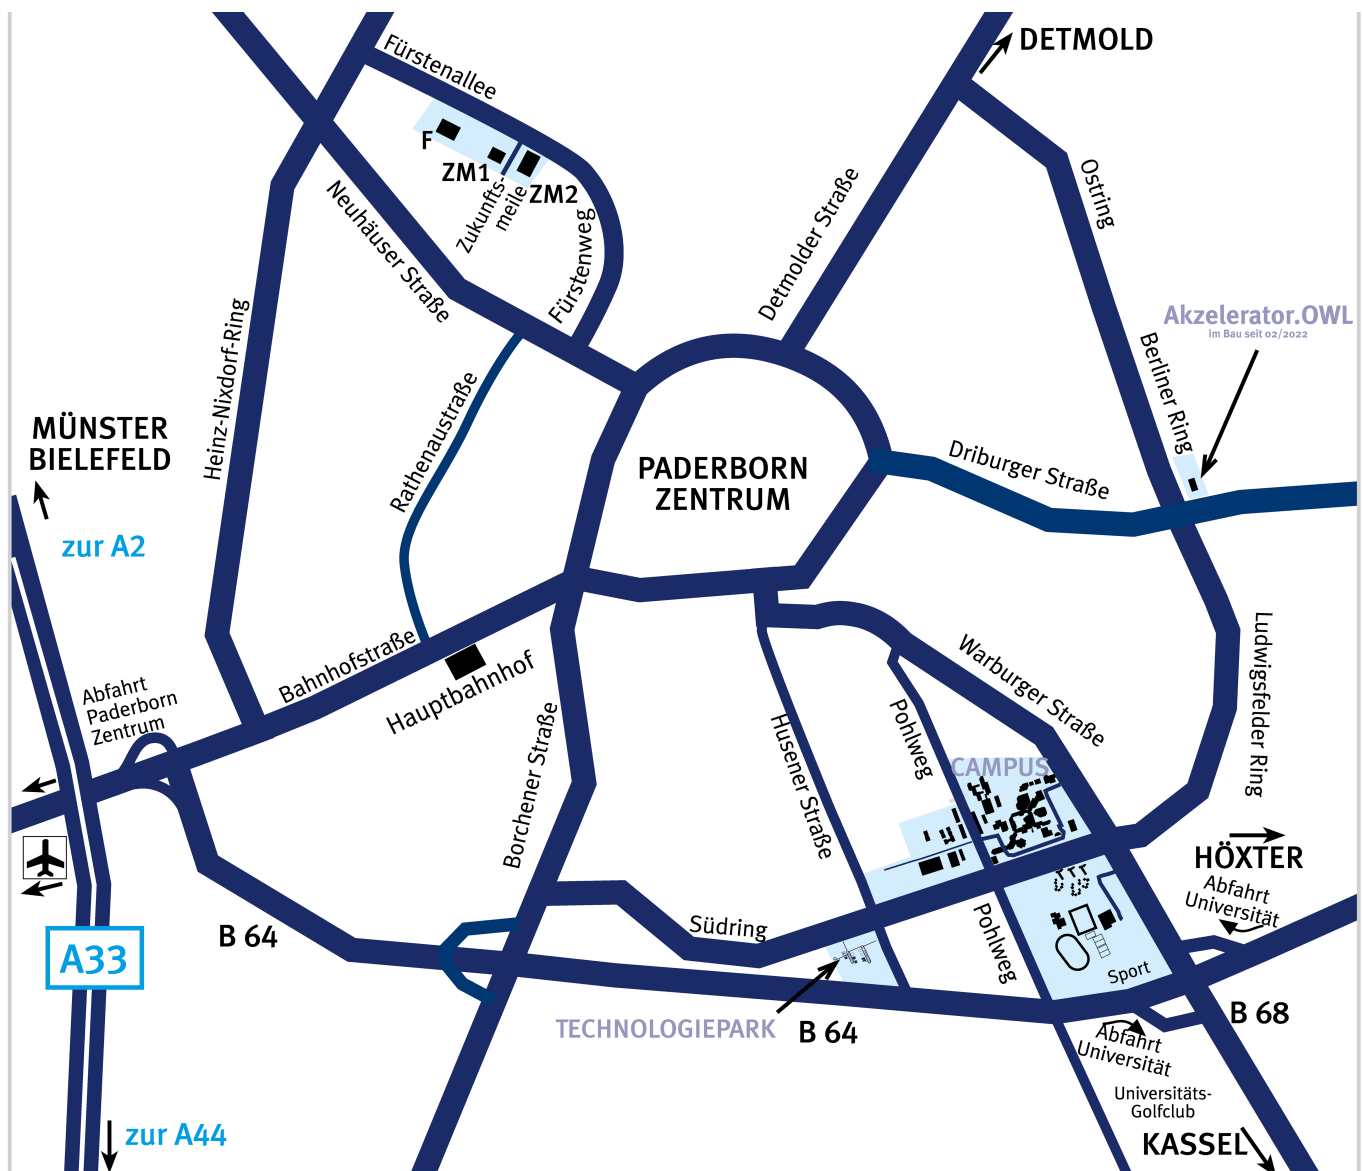 DETMOLD
Fürstenallee
F
ZM1
ZM2
Zukunfts-
meile
Fürstenweg
Neuhäuser Straße
Detmolder Straße
Ostring
Akzelerator.OWL
im Bau seit 02/2022
Berliner Ring
Heinz-Nixdorf-Ring
Rathenaustraße
MÜNSTER
BIELEFELD
zur A2
PADERBORN
ZENTRUM
Driburger Straße
Abfahrt
Paderborn
Zentrum
Bahnhofstraße
Hauptbahnhof
Borchener Straße
Husener Straße
Pohlweg
Warburger Straße
Ludwigsfelder Ring
CAMPUS
HÖXTER
Abfahrt
Universität
A33
B 64
Südring
Pohlweg
Sport
TECHNOLOGIEPARK
B 64
B 68
Abfahrt
Universität
Universitäts-
Golfclub
KASSEL
zur A44